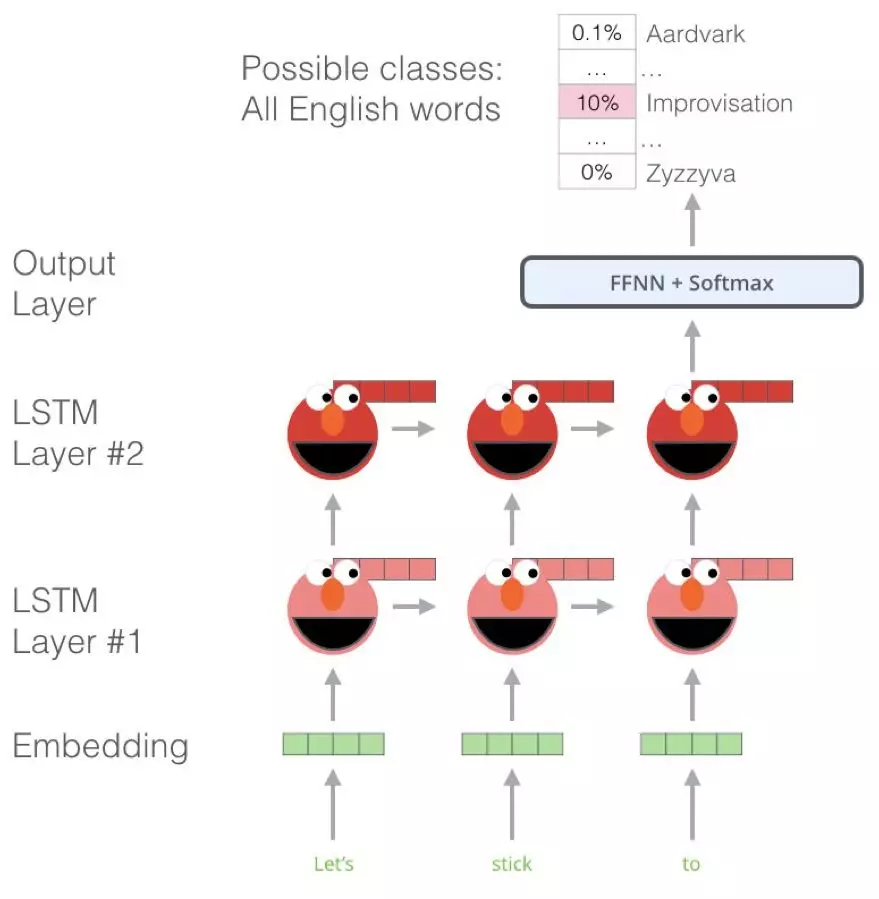 0.1% Aardvark
... ...
Possible classes:
All English words
10% Improvisation
... ...
0% Zyzzyva
Output
Layer
FFNN + Softmax
LSTM
Layer #2
LSTM
Layer #1
Embedding
Let's stick to